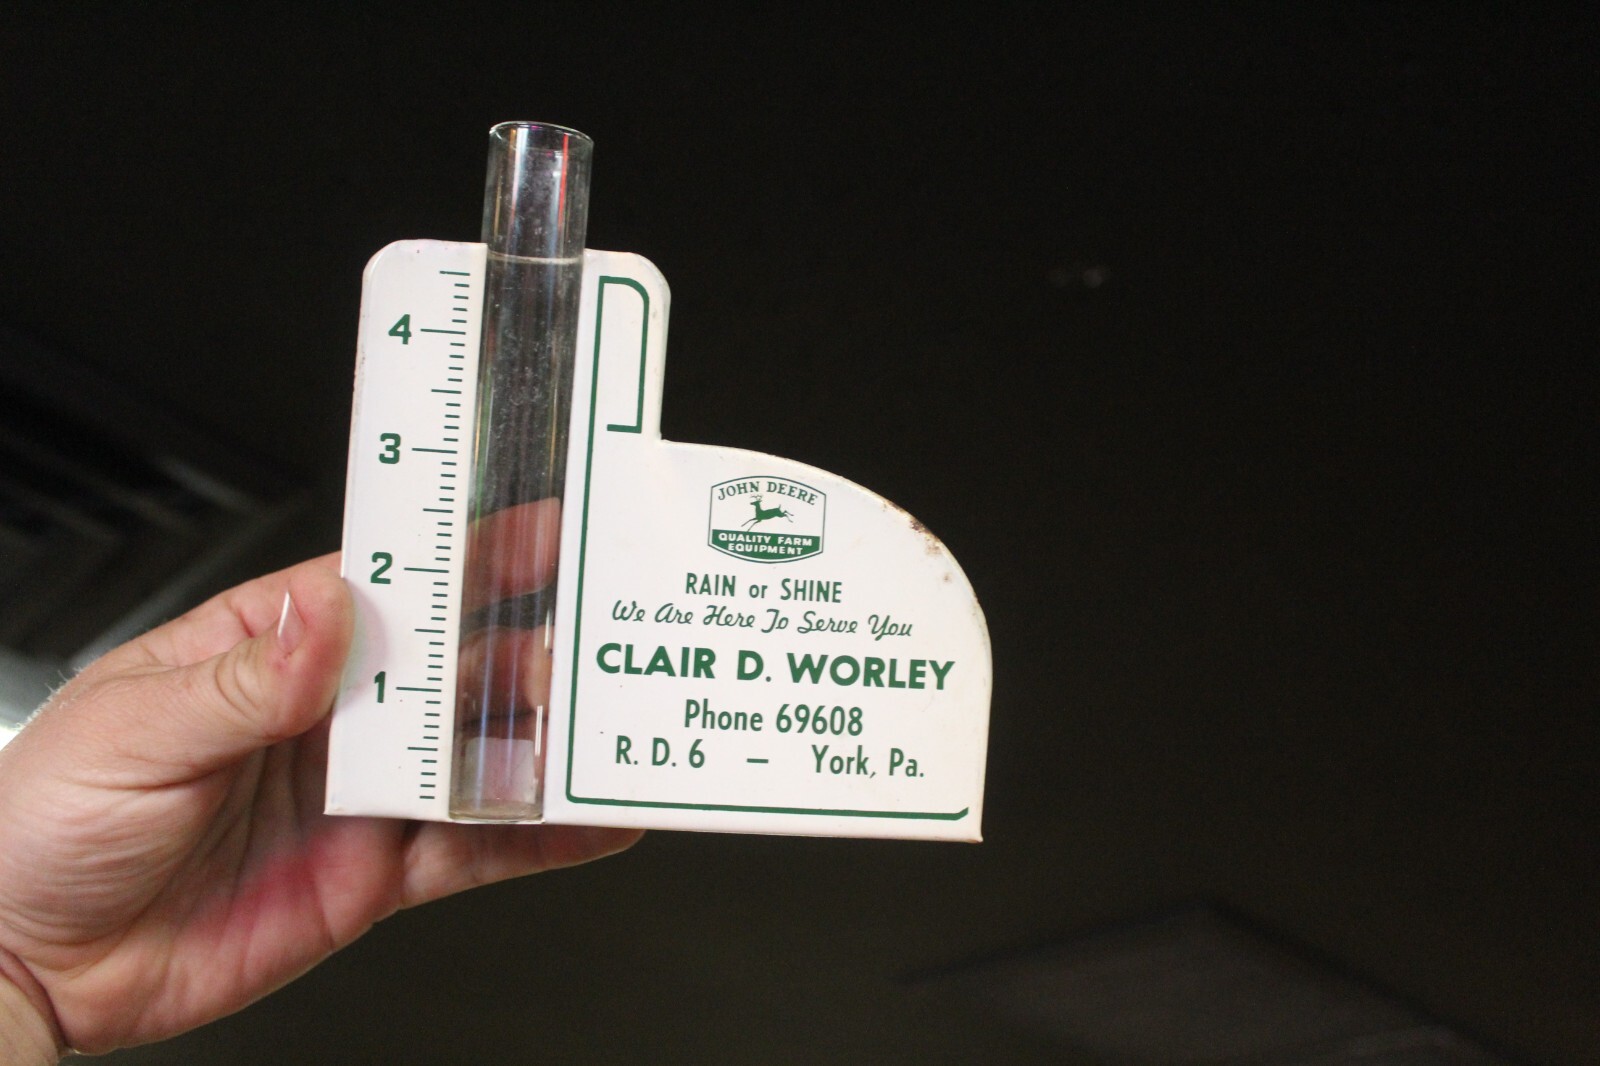 4
3
2
1
JOHN DEERE
QUALITY FARM
EQUIPMENT
RAIN or SHINE
We Are Here To Serve You
CLAIR D. WORLEY
Phone 69608
R. D. 6 — York, Pa.